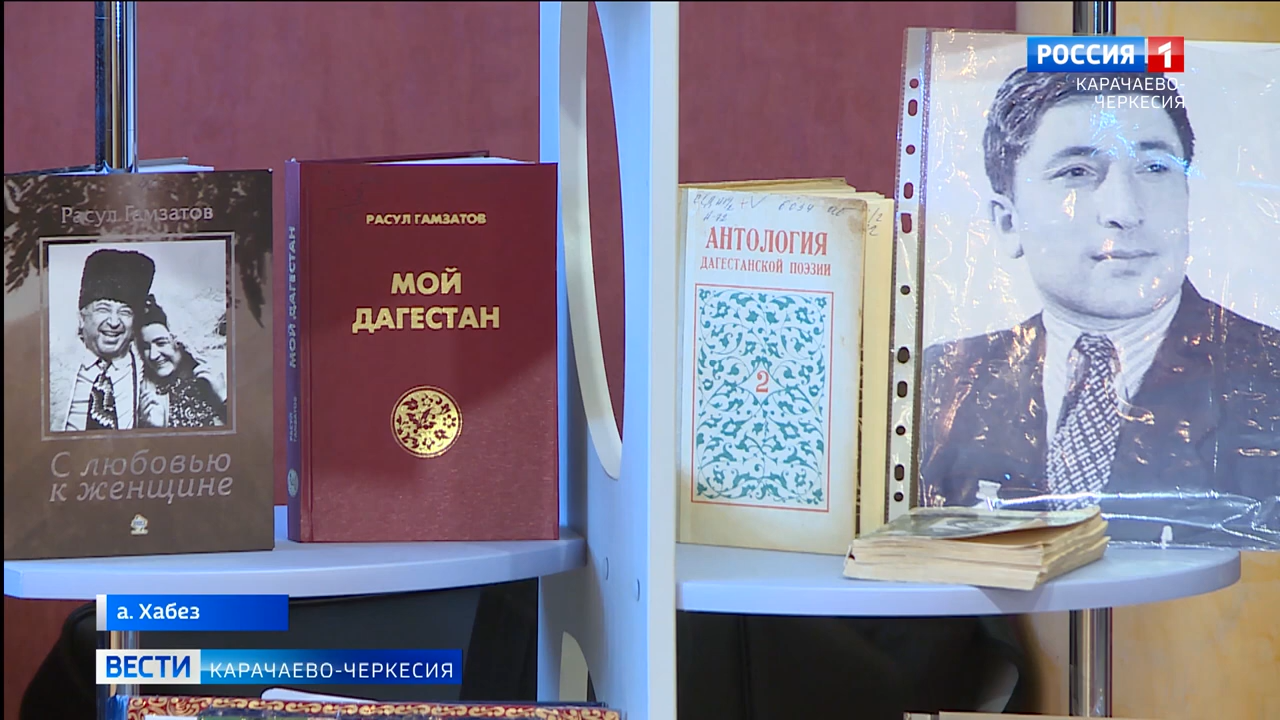 РОССИЯ 1
КАРАЧАЕВО-
ЧЕРКЕСИЯ
Расул Гамзатов
С любовью
к женщине
МОЙ ДАГЕСТАН
РАСУЛ ГАМЗАТОВ
МОЙ
ДАГЕСТАН
АНТОЛОГИЯ
ДАГЕСТАНСКОЙ ПОЭЗИИ
2
а. Хабез
ВЕСТИ КАРАЧАЕВО-ЧЕРКЕСИЯ